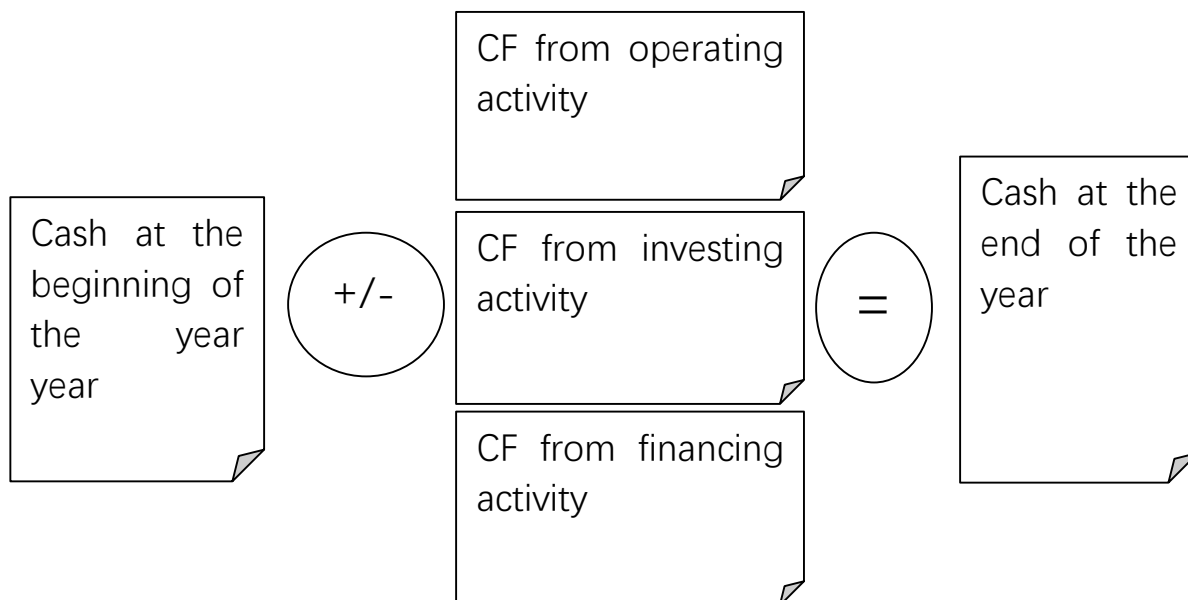 Cash at the
beginning of
the year
year
+/-
CF from operating
activity
CF from investing
activity
CF from financing
activity
=
Cash at the
end of the
year